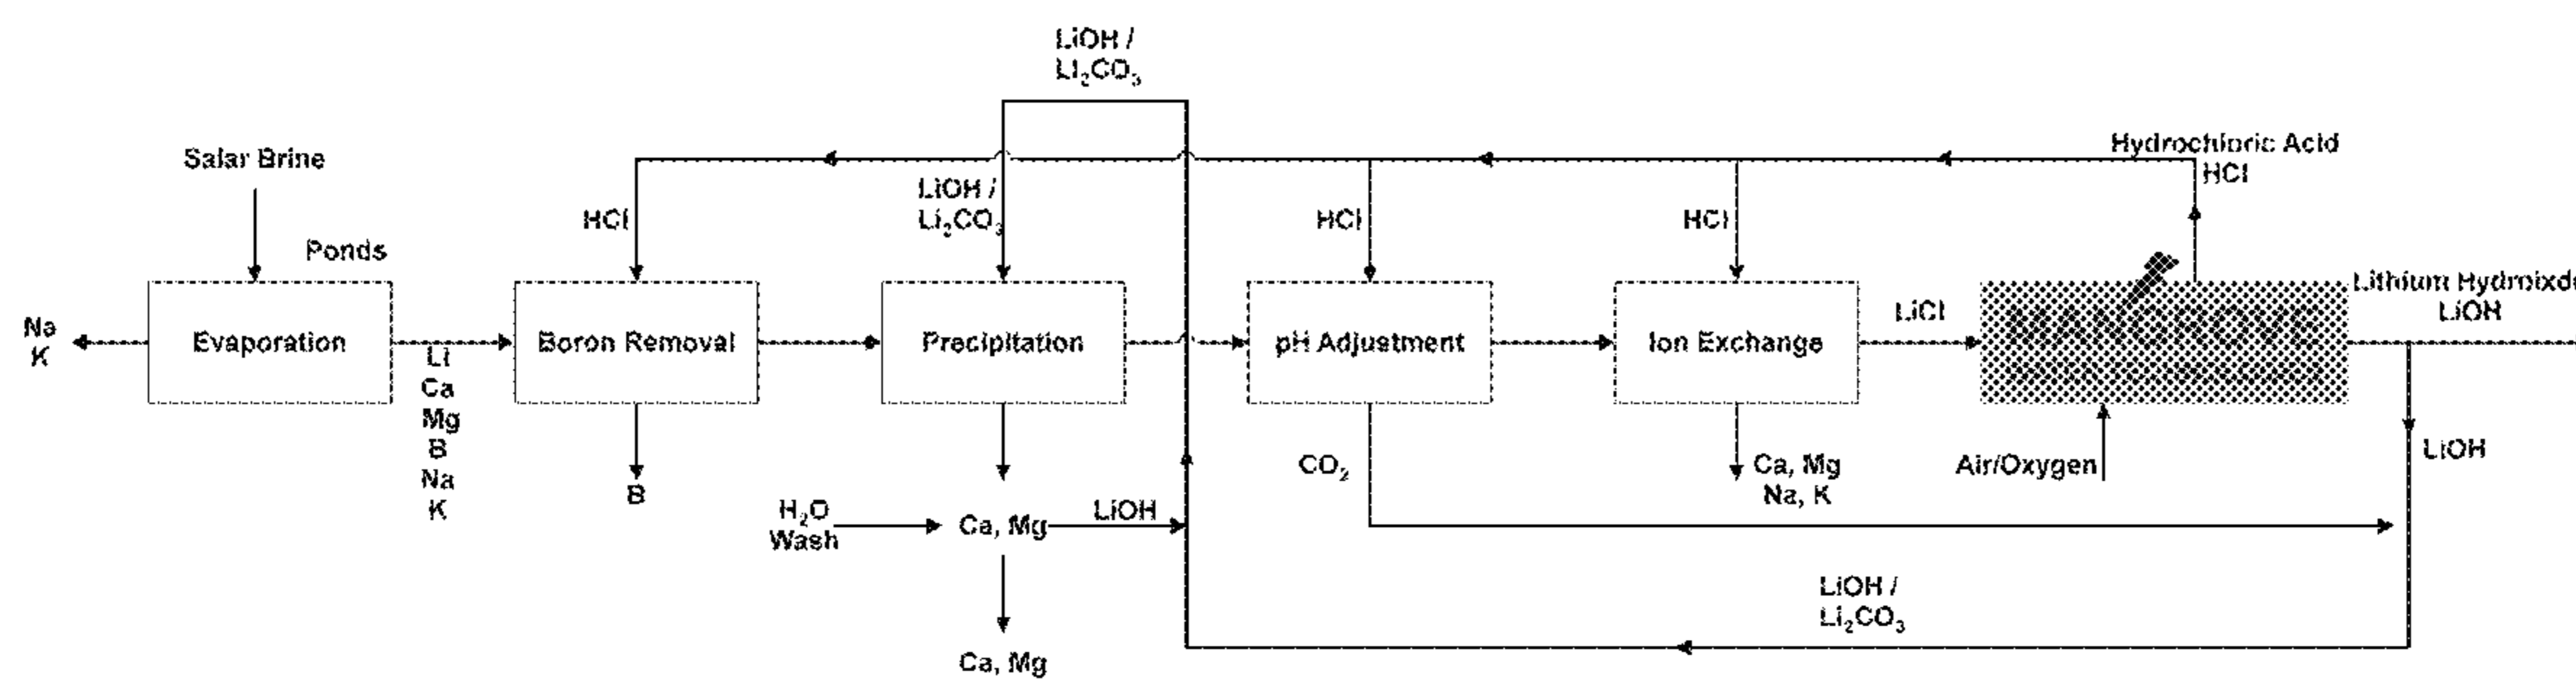 LiOH /
Li₂CO₃
Salar Brine
Hydrochloric Acid
HCl
Ponds
HCl
LiOH /
Li₂CO₃
HCl
HCl
Na
K
Evaporation
Li
Ca
Mg
B
Na
K
Boron Removal
Precipitation
pH Adjustment
Ion Exchange
LiCl
Lithium Hydroixde
LiOH
B
H₂O
Wash
Ca, Mg
LiOH
CO₂
Ca, Mg
Na, K
Air/Oxygen
LiOH
LiOH /
Li₂CO₃
Ca, Mg